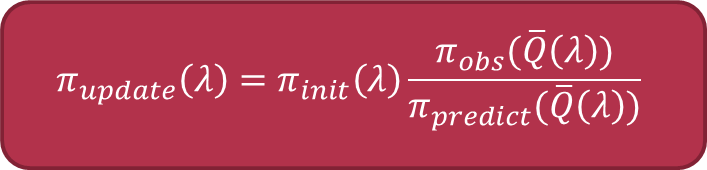 π_update(λ) = π_init(λ) π_obs(Q̄(λ)) / π_predict(Q̄(λ))